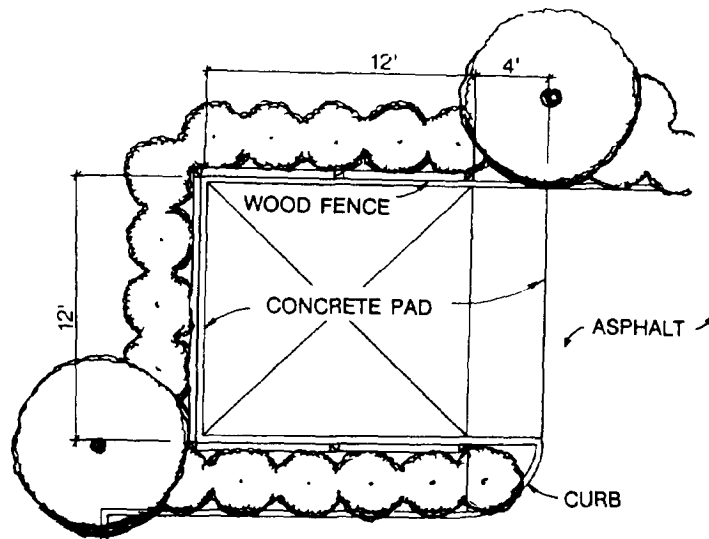 12' 4'
WOOD FENCE
12'
CONCRETE PAD
ASPHALT
CURB